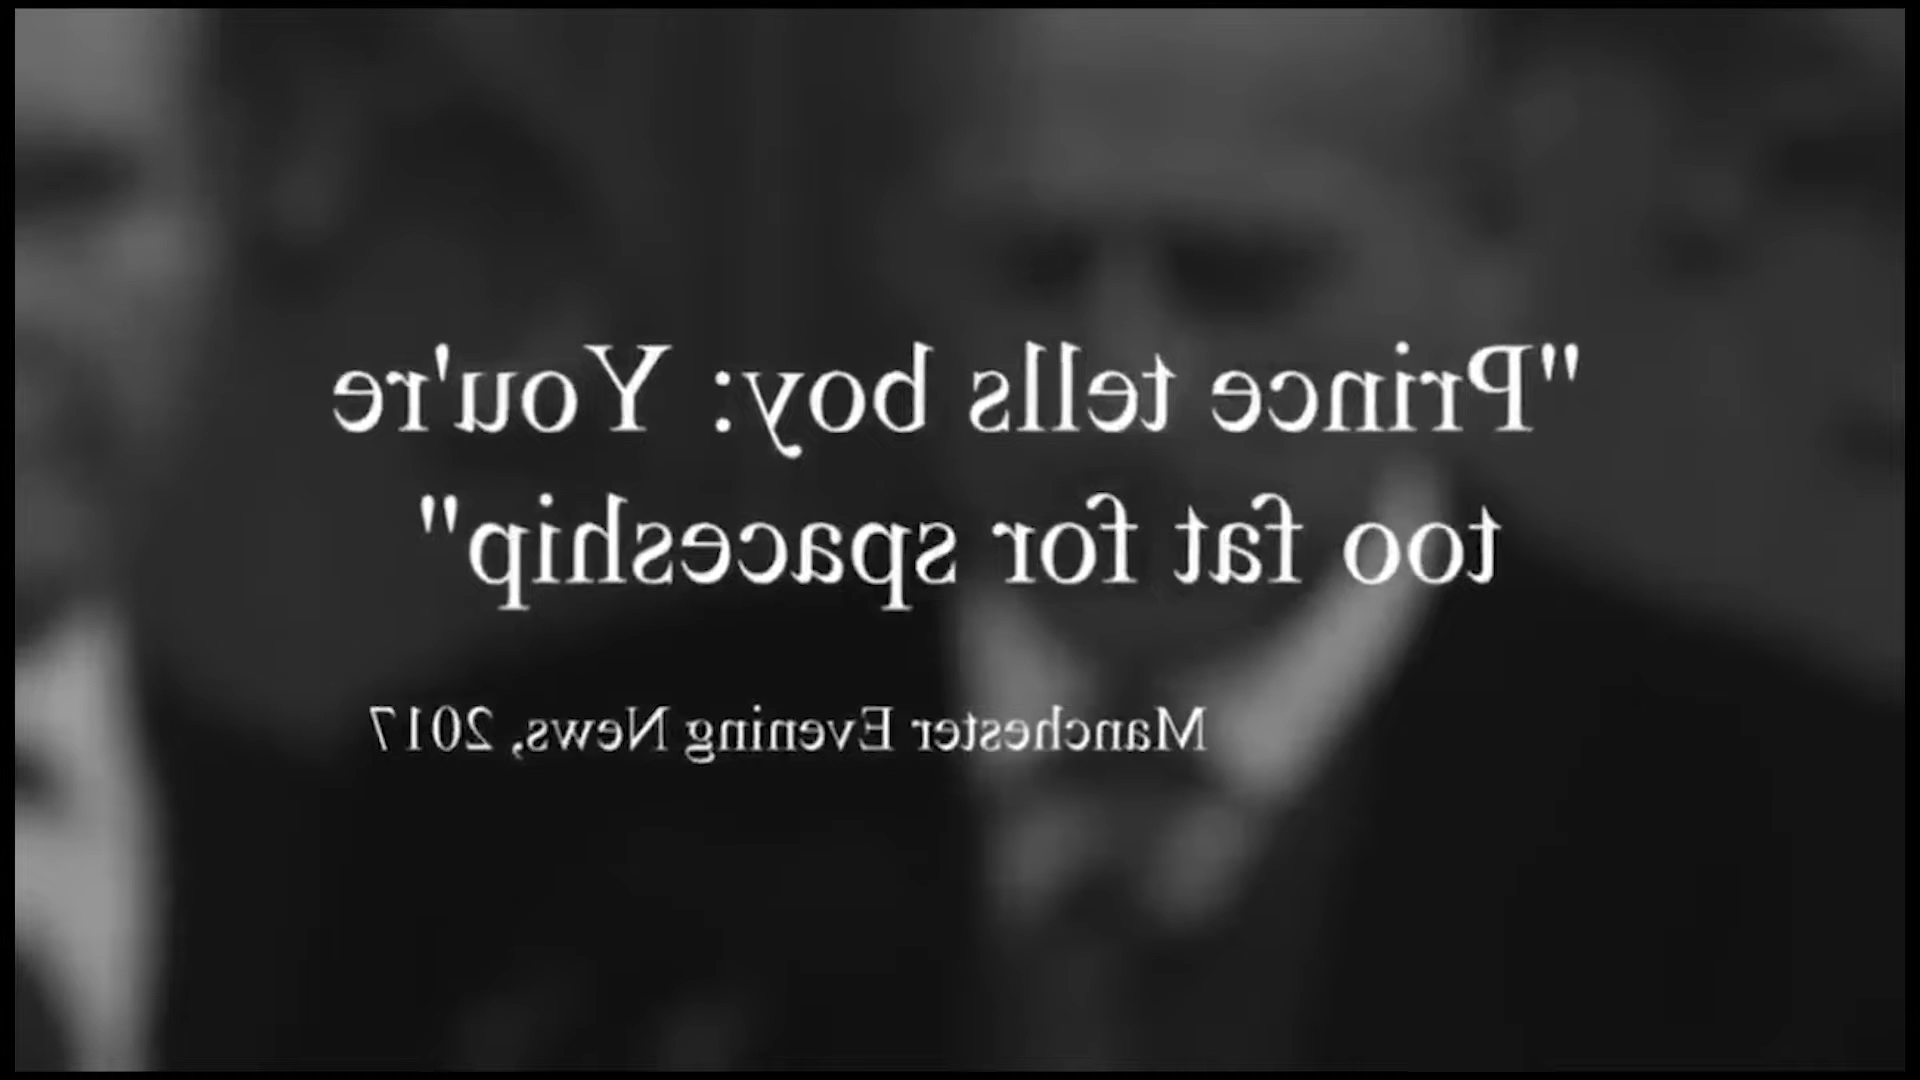 "Prince tells boy: You're
too fat for spaceship"
Manchester Evening News, 2017